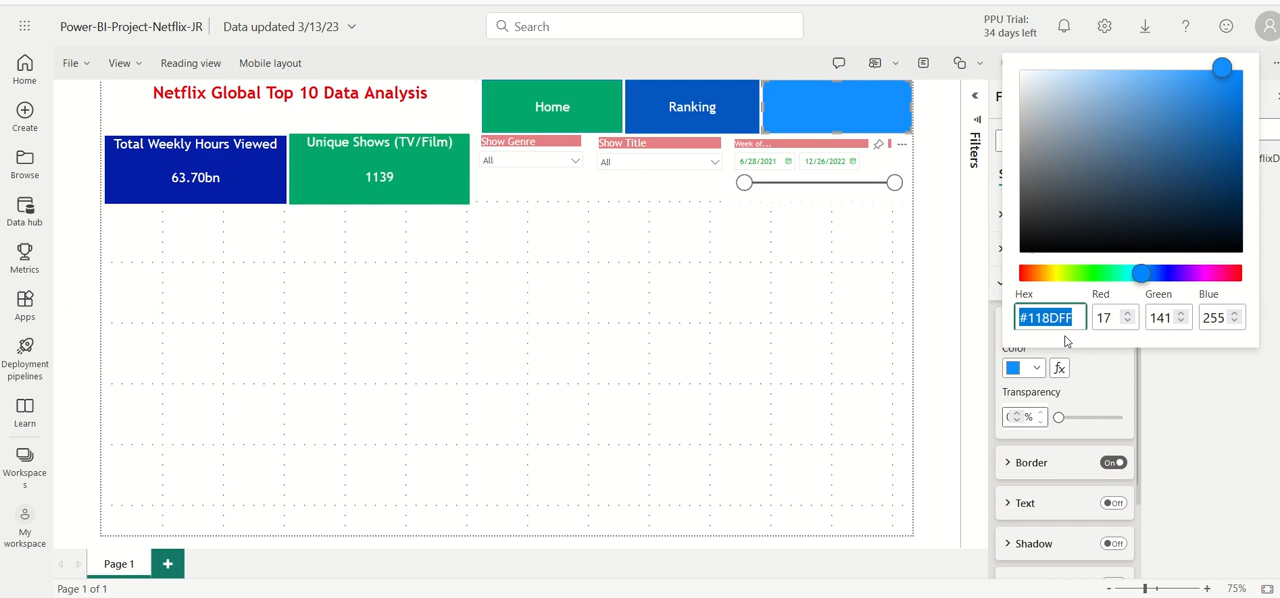 Power-BI-Project-Netflix-JR
Data updated 3/13/23
Search
PPU Trial:
34 days left
File
View
Reading view
Mobile layout
Home
Create
Browse
Data hub
Metrics
Apps
Deployment
pipelines
Learn
Workspace
s
My
workspace
Netflix Global Top 10 Data Analysis
Home
Ranking
Total Weekly Hours Viewed
63.70bn
Unique Shows (TV/Film)
1139
Show Genre
All
Show Title
All
Week of...
6/28/2021
12/26/2022
Filters
Hex
Red
Green
Blue
#118DFF
17
141
255
Color
fx
Transparency
%
Border
On
Text
Off
Shadow
Off
Page 1
+
Page 1 of 1
-
+
75%